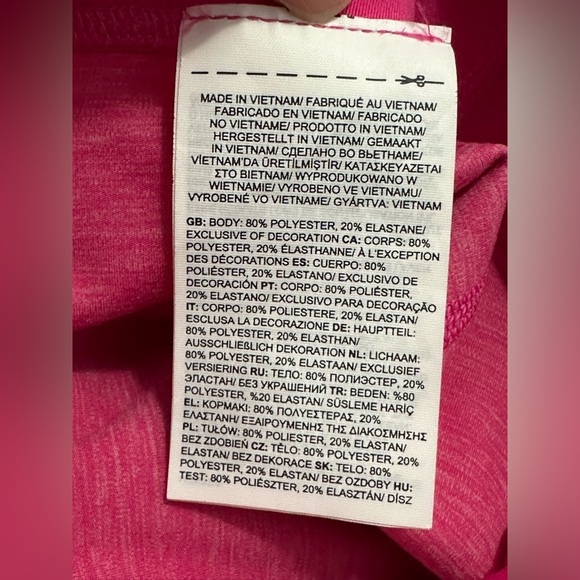 MADE IN VIETNAM/ FABRIQUÉ AU VIETNAM/
FABRICADO EN VIETNAM/ FABRICADO
NO VIETNAME/ PRODOTTO IN VIETNAM/
HERGESTELLT IN VIETNAM/ GEMAAKT
IN VIETNAM/ СДЕЛАНО ВО ВЬЕТНАМЕ/
VİETNAM'DA ÜRETİLMİŞTİR/ ΚΑΤΑΣΚΕΥΑΖΕΤΑΙ
ΣΤΟ ΒΙΕΤΝΑΜ/ WYPRODUKOWANO W
WIETNAMIE/ VYROBENO VE VIETNAMU/
VYROBENÉ VO VIETNAME/ GYÁRTVA: VIETNAM
GB: BODY: 80% POLYESTER, 20% ELASTANE/
EXCLUSIVE OF DECORATION CA: CORPS: 80%
POLYESTER, 20% ÉLASTHANNE/ À L'EXCEPTION
DES DÉCORATIONS ES: CUERPO: 80%
POLIÉSTER, 20% ELASTANO/ EXCLUSIVO DE
DECORACIÓN PT: CORPO: 80% POLIÉSTER,
20% ELASTANO/ EXCLUSIVO PARA DECORAÇÃO
IT: CORPO: 80% POLIESTERE, 20% ELASTAN/
ESCLUSA LA DECORAZIONE DE: HAUPTTEIL:
80% POLYESTER, 20% ELASTHAN/
AUSSCHLIEßLICH DEKORATION NL: LICHAAM:
80% POLYESTER, 20% ELASTAAN/ EXCLUSIEF
VERSIERING RU: ТЕЛО: 80% ПОЛИЭСТЕР, 20%
ЭЛАСТАН/ БЕЗ УКРАШЕНИЙ TR: BEDEN: %80
POLYESTER, %20 ELASTAN/ SÜSLEME HARİÇ
EL: ΚΟΡΜΑΚΙ: 80% ΠΟΛΥΕΣΤΕΡΑΣ, 20%
ΕΛΑΣΤΑΝΗ/ ΕΞΑΙΡΟΥΜΕΝΗΣ ΤΗΣ ΔΙΑΚΟΣΜΗΣΗΣ
PL: TUŁÓW: 80% POLIESTER, 20% ELASTAN/
BEZ ZDOBIEŃ CZ: TĚLO: 80% POLYESTER, 20%
ELASTAN/ BEZ DEKORACE SK: TELO: 80%
POLYESTER, 20% ELASTAN/ BEZ OZDOBY HU:
TEST: 80% POLIÉSZTER, 20% ELASZTÁN/ DÍSZ